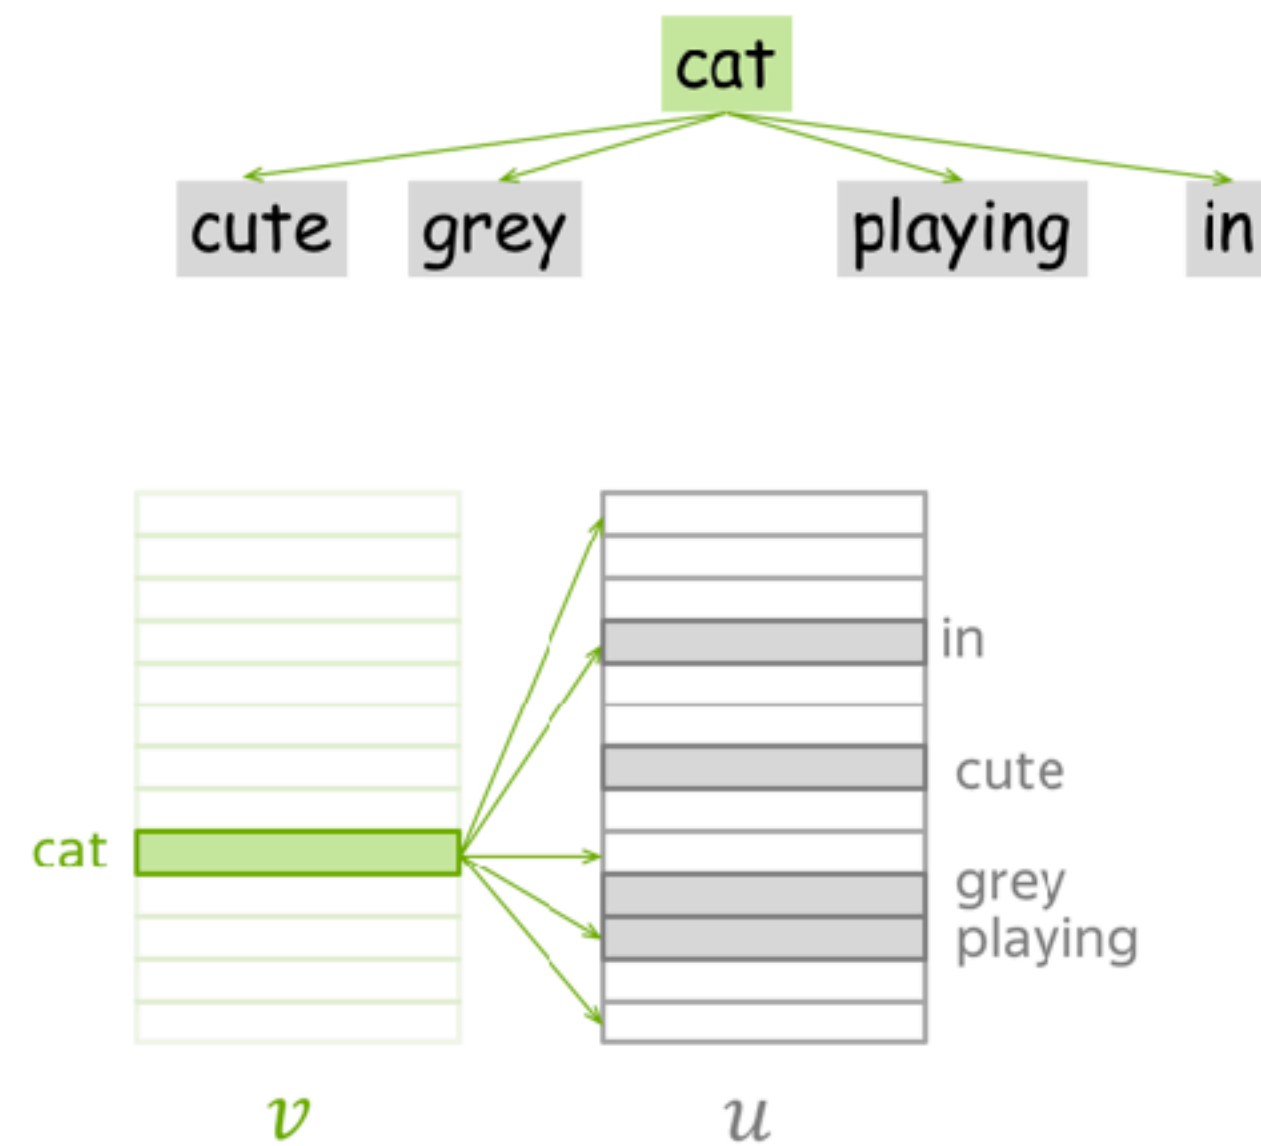 cat
cute grey playing in
in
cute
cat
grey
playing
v u